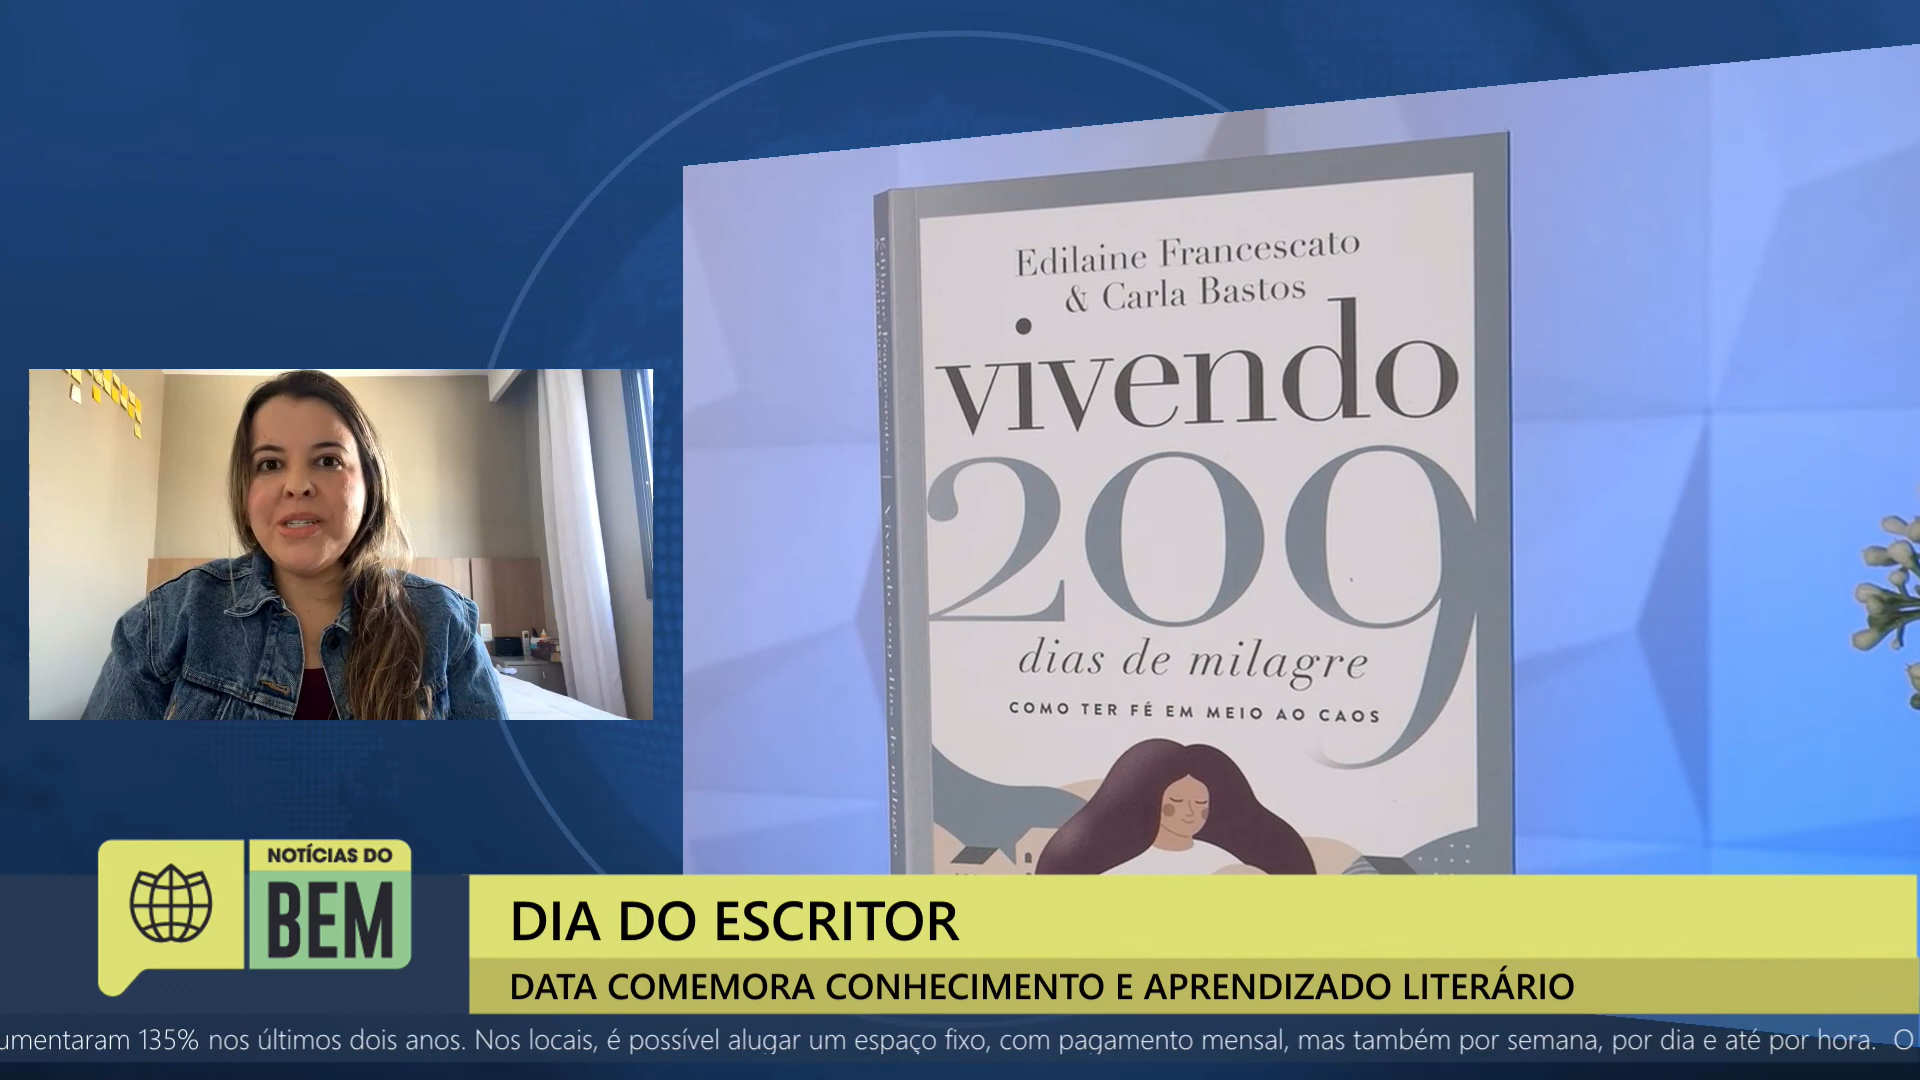 Edilaine Francescato
& Carla Bastos
vivendo
209
dias de milagre
COMO TER FÉ EM MEIO AO CAOS
NOTÍCIAS DO
BEM
DIA DO ESCRITOR
DATA COMEMORA CONHECIMENTO E APRENDIZADO LITERÁRIO
umentaram 135% nos últimos dois anos. Nos locais, é possível alugar um espaço fixo, com pagamento mensal, mas também por semana, por dia e até por hora. O